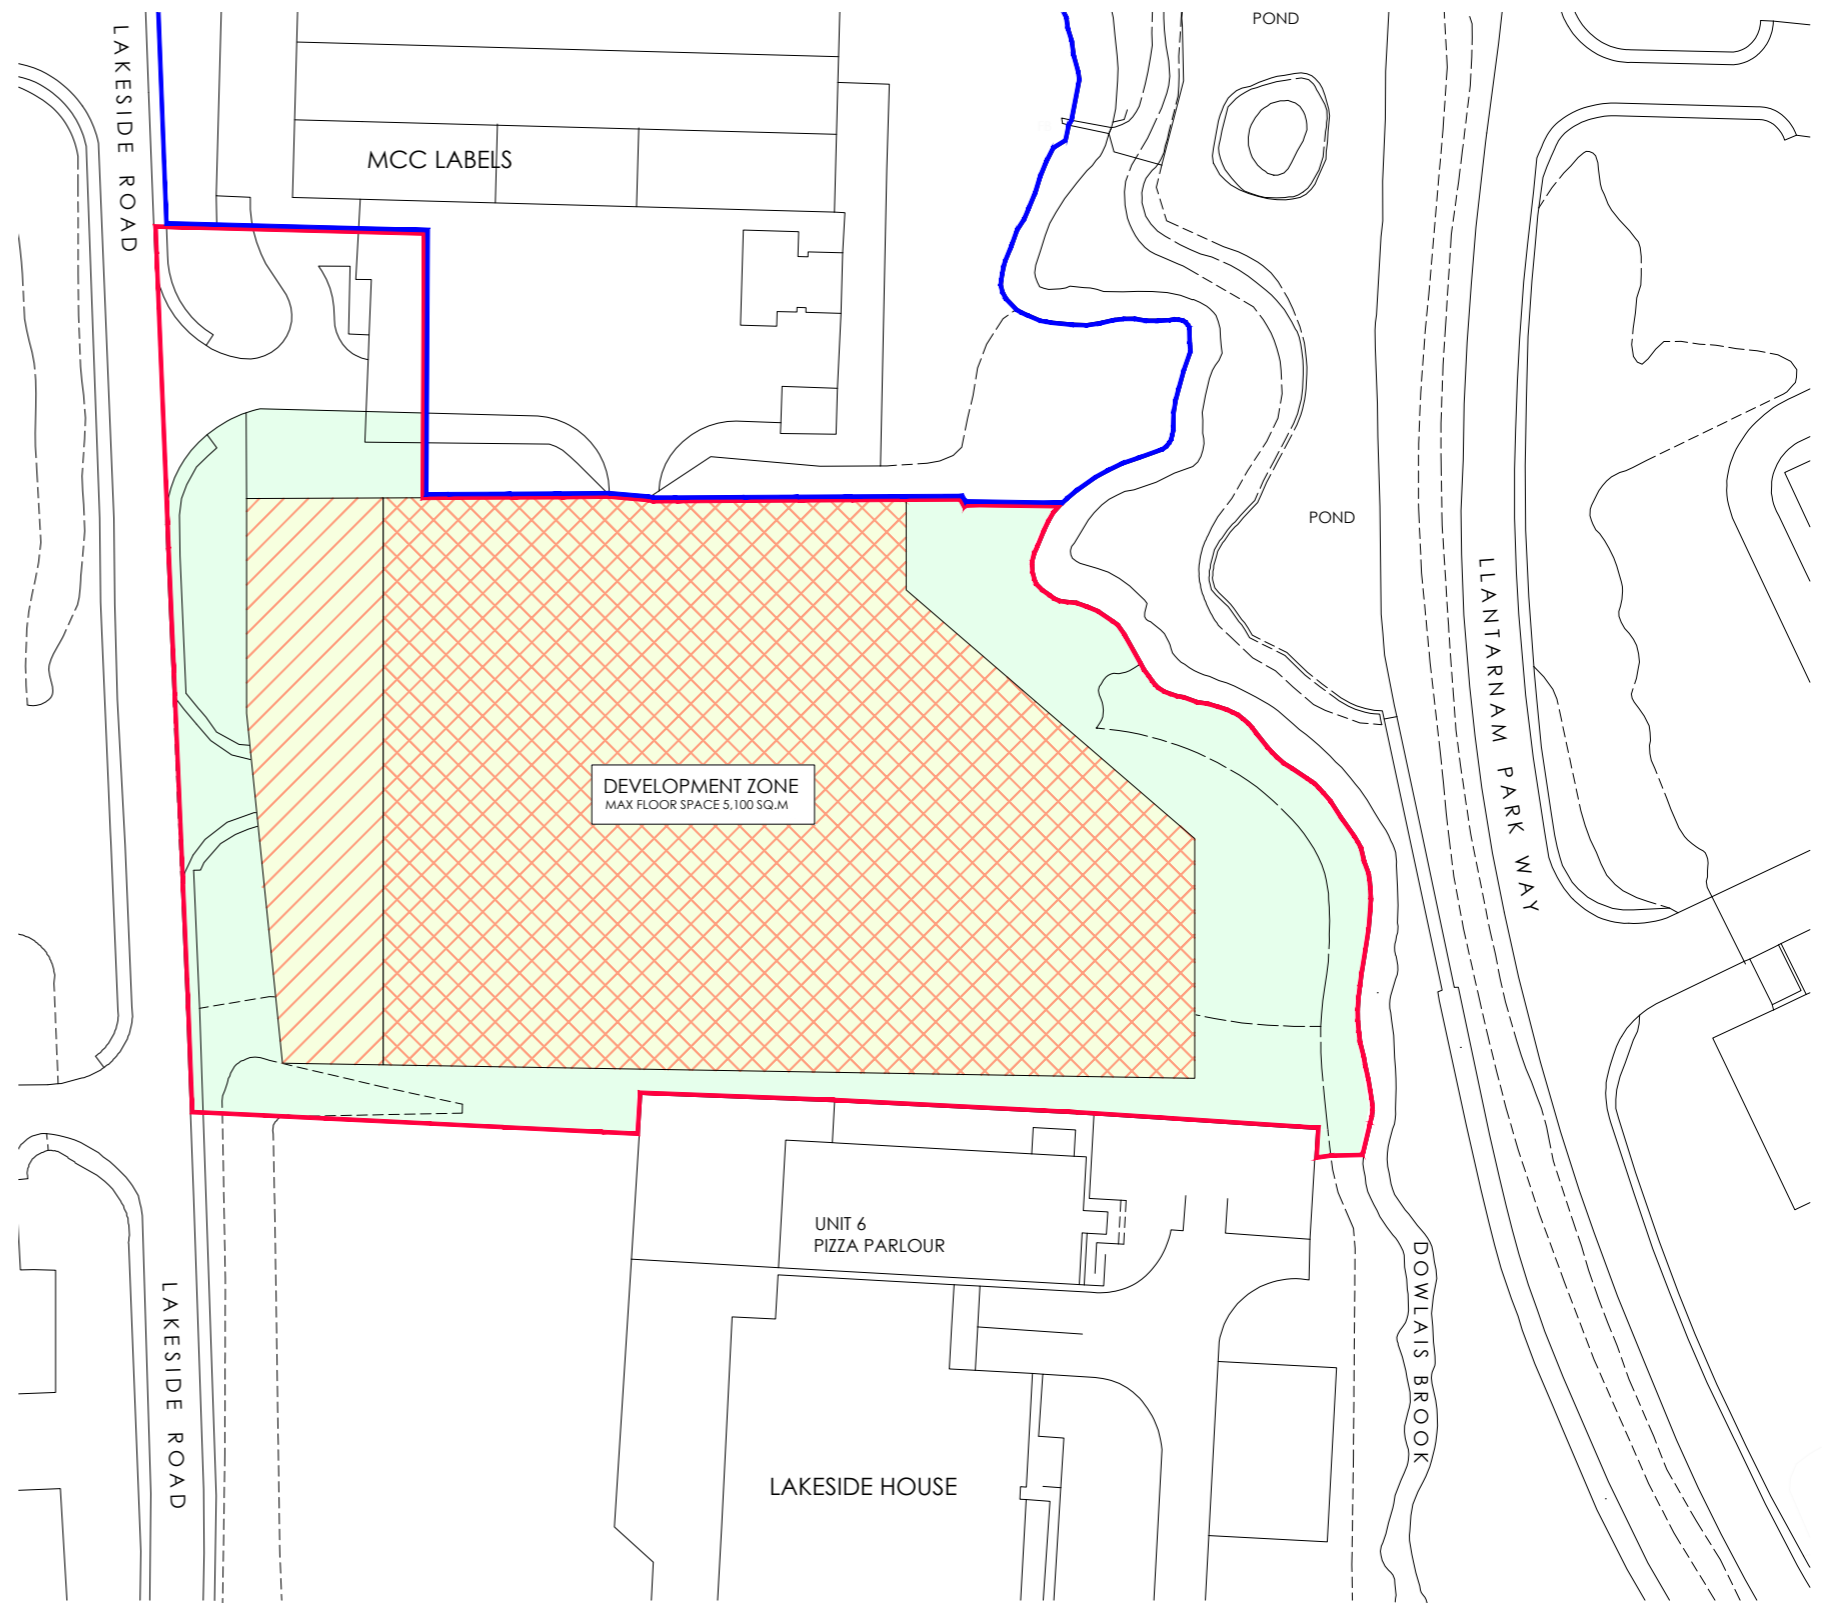 POND
LAKESIDE ROAD
MCC LABELS
POND
LLANTARNAM PARK WAY
DEVELOPMENT ZONE
MAX FLOOR SPACE 5,100 SQ.M
UNIT 6
PIZZA PARLOUR
DOWLAIS BROOK
LAKESIDE ROAD
LAKESIDE HOUSE